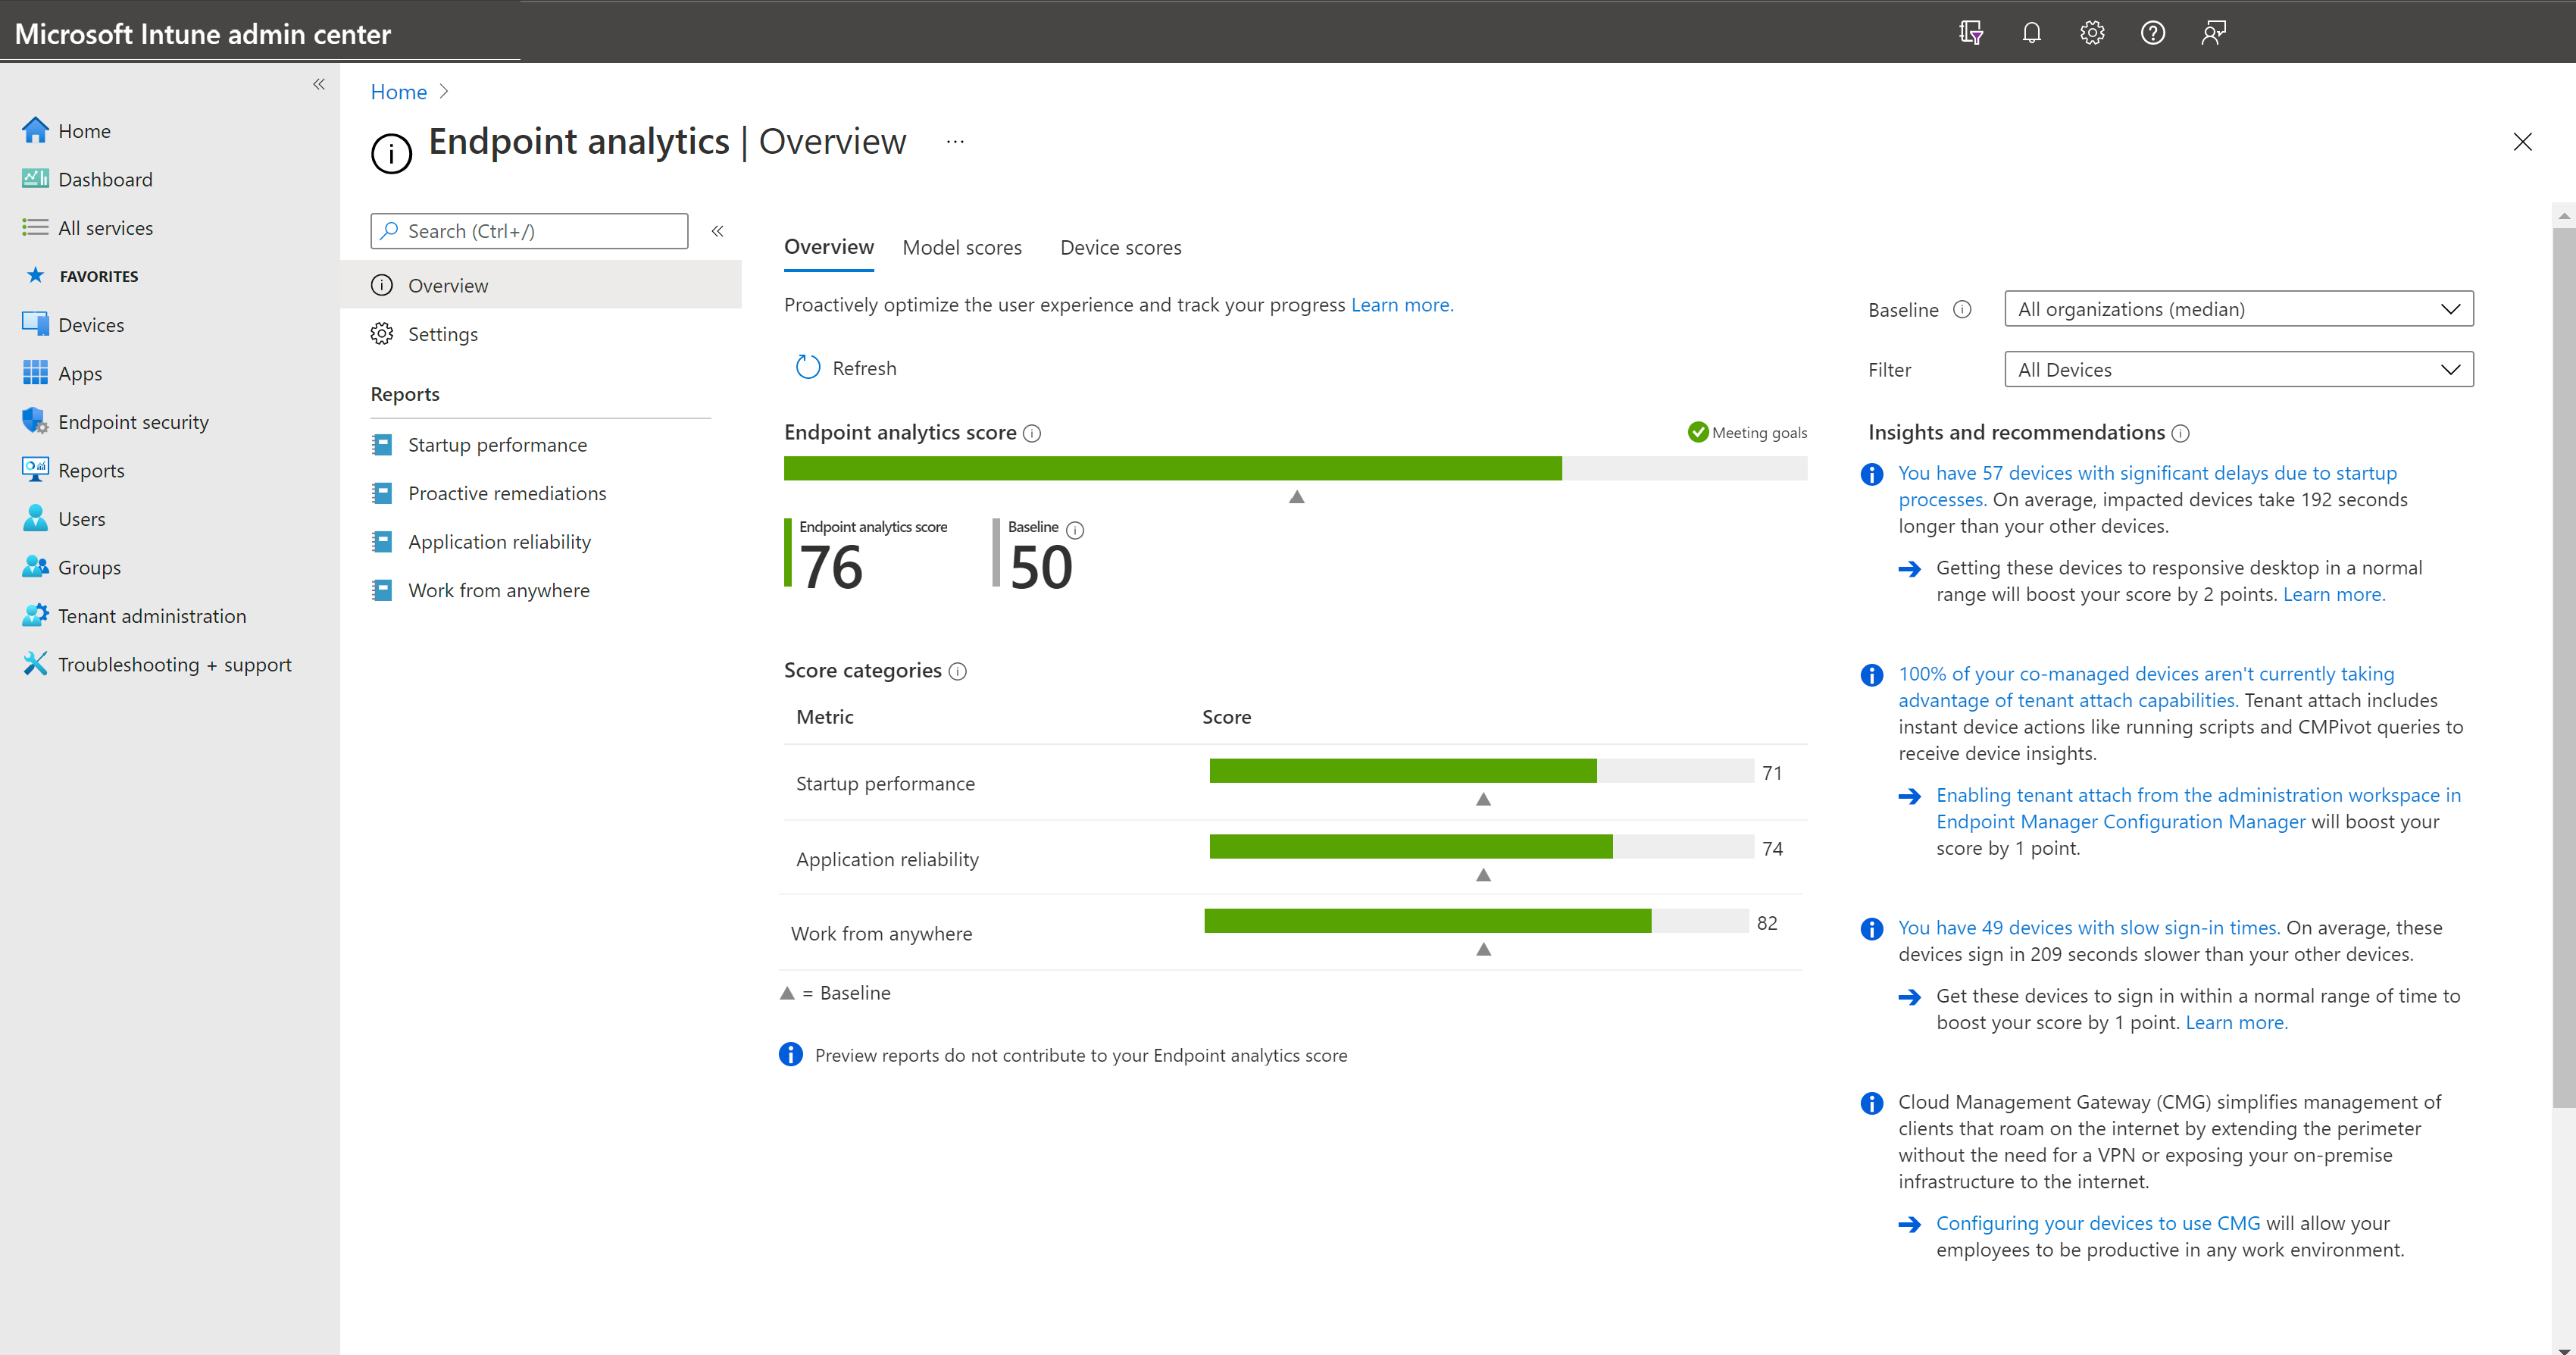 Microsoft Intune admin center
Home
Dashboard
All services
FAVORITES
Devices
Apps
Endpoint security
Reports
Users
Groups
Tenant administration
Troubleshooting + support
Home
Endpoint analytics | Overview
Search (Ctrl+/)
Overview
Settings
Reports
Startup performance
Proactive remediations
Application reliability
Work from anywhere
Overview Model scores Device scores
Proactively optimize the user experience and track your progress Learn more.
Refresh
Endpoint analytics score
Meeting goals
Endpoint analytics score
76
Baseline
50
Score categories
Metric Score
Startup performance 71
Application reliability 74
Work from anywhere 82
= Baseline
Preview reports do not contribute to your Endpoint analytics score
Baseline All organizations (median)
Filter All Devices
Insights and recommendations
You have 57 devices with significant delays due to startup
processes. On average, impacted devices take 192 seconds
longer than your other devices.
Getting these devices to responsive desktop in a normal
range will boost your score by 2 points. Learn more.
100% of your co-managed devices aren't currently taking
advantage of tenant attach capabilities. Tenant attach includes
instant device actions like running scripts and CMPivot queries to
receive device insights.
Enabling tenant attach from the administration workspace in
Endpoint Manager Configuration Manager will boost your
score by 1 point.
You have 49 devices with slow sign-in times. On average, these
devices sign in 209 seconds slower than your other devices.
Get these devices to sign in within a normal range of time to
boost your score by 1 point. Learn more.
Cloud Management Gateway (CMG) simplifies management of
clients that roam on the internet by extending the perimeter
without the need for a VPN or exposing your on-premise
infrastructure to the internet.
Configuring your devices to use CMG will allow your
employees to be productive in any work environment.